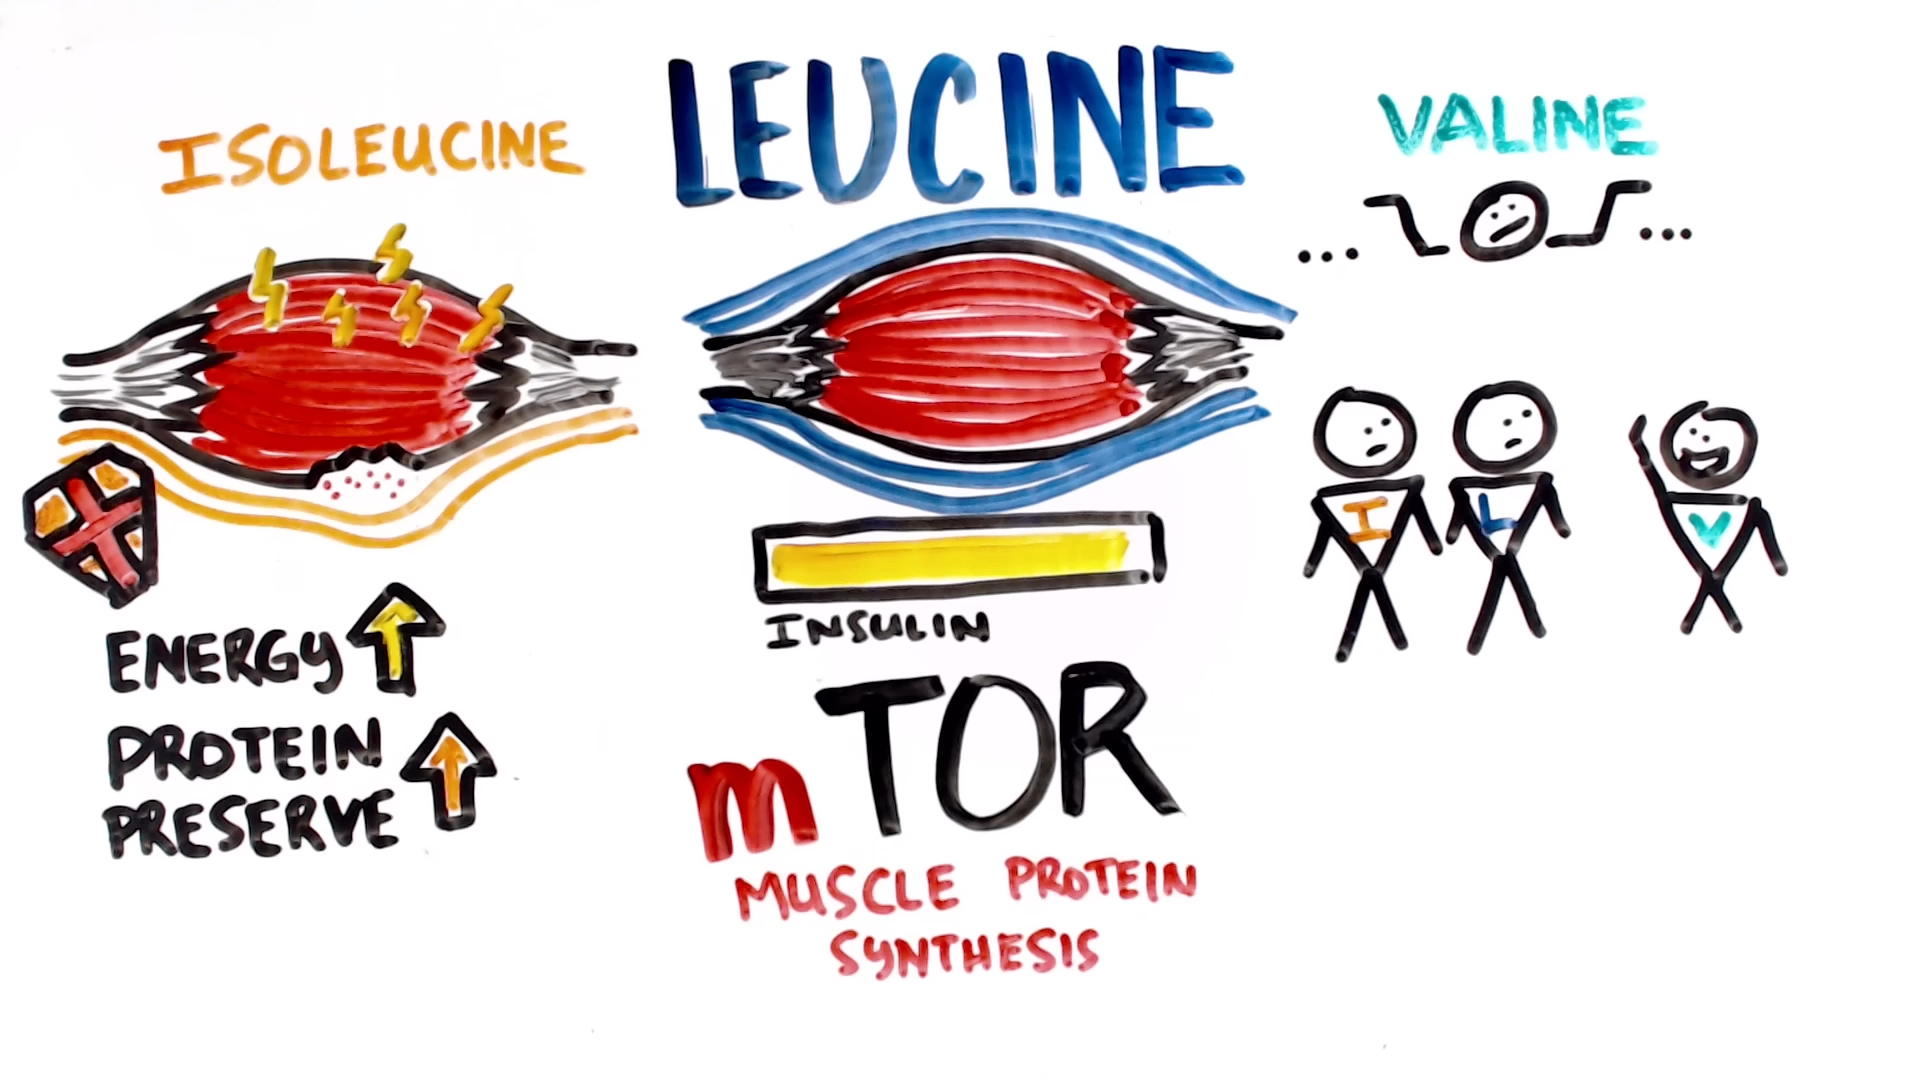 ISOLEUCINE
ENERGY
PROTEIN
PRESERVE
LEUCINE
INSULIN
mTOR
MUSCLE PROTEIN
SYNTHESIS
VALINE
... ...
I L V